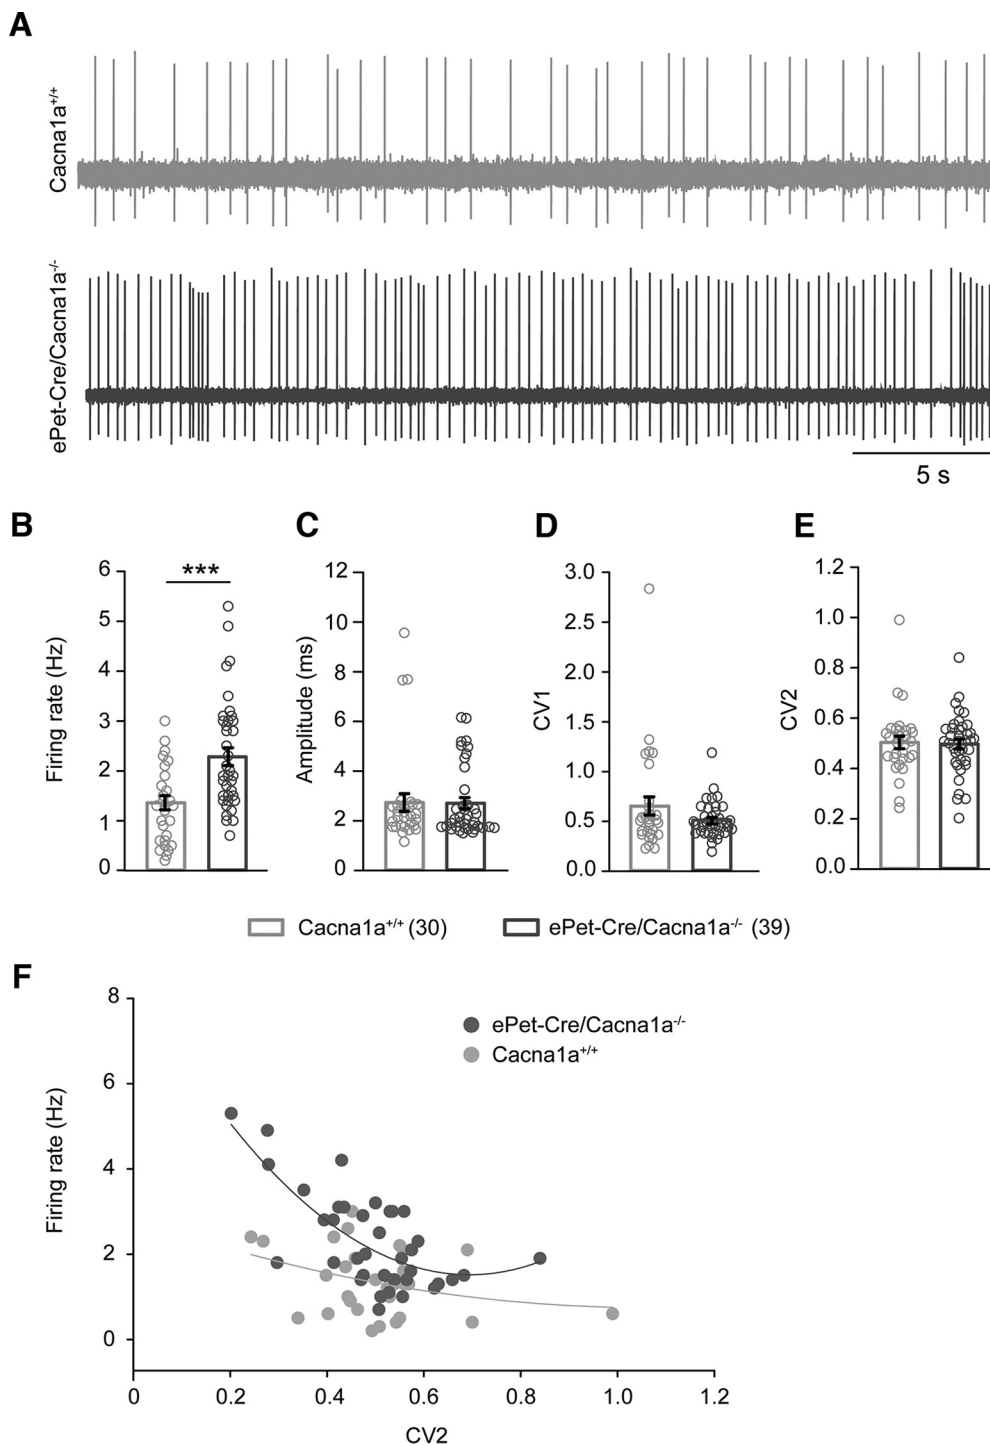 A
Cacna1a+/+
ePet-Cre/Cacna1a-/-
5 s
B
C
D
E
Firing rate (Hz)
6
5
4
3
2
1
0
***
Amplitude (ms)
12
10
8
6
4
2
0
CV1
3.0
2.5
2.0
1.5
1.0
0.5
0.0
CV2
1.2
1.0
0.8
0.6
0.4
0.2
0.0
Cacna1a+/+ (30)
ePet-Cre/Cacna1a-/- (39)
F
Firing rate (Hz)
8
6
4
2
0
ePet-Cre/Cacna1a-/-
Cacna1a+/+
0 0.2 0.4 0.6 0.8 1.0 1.2
CV2